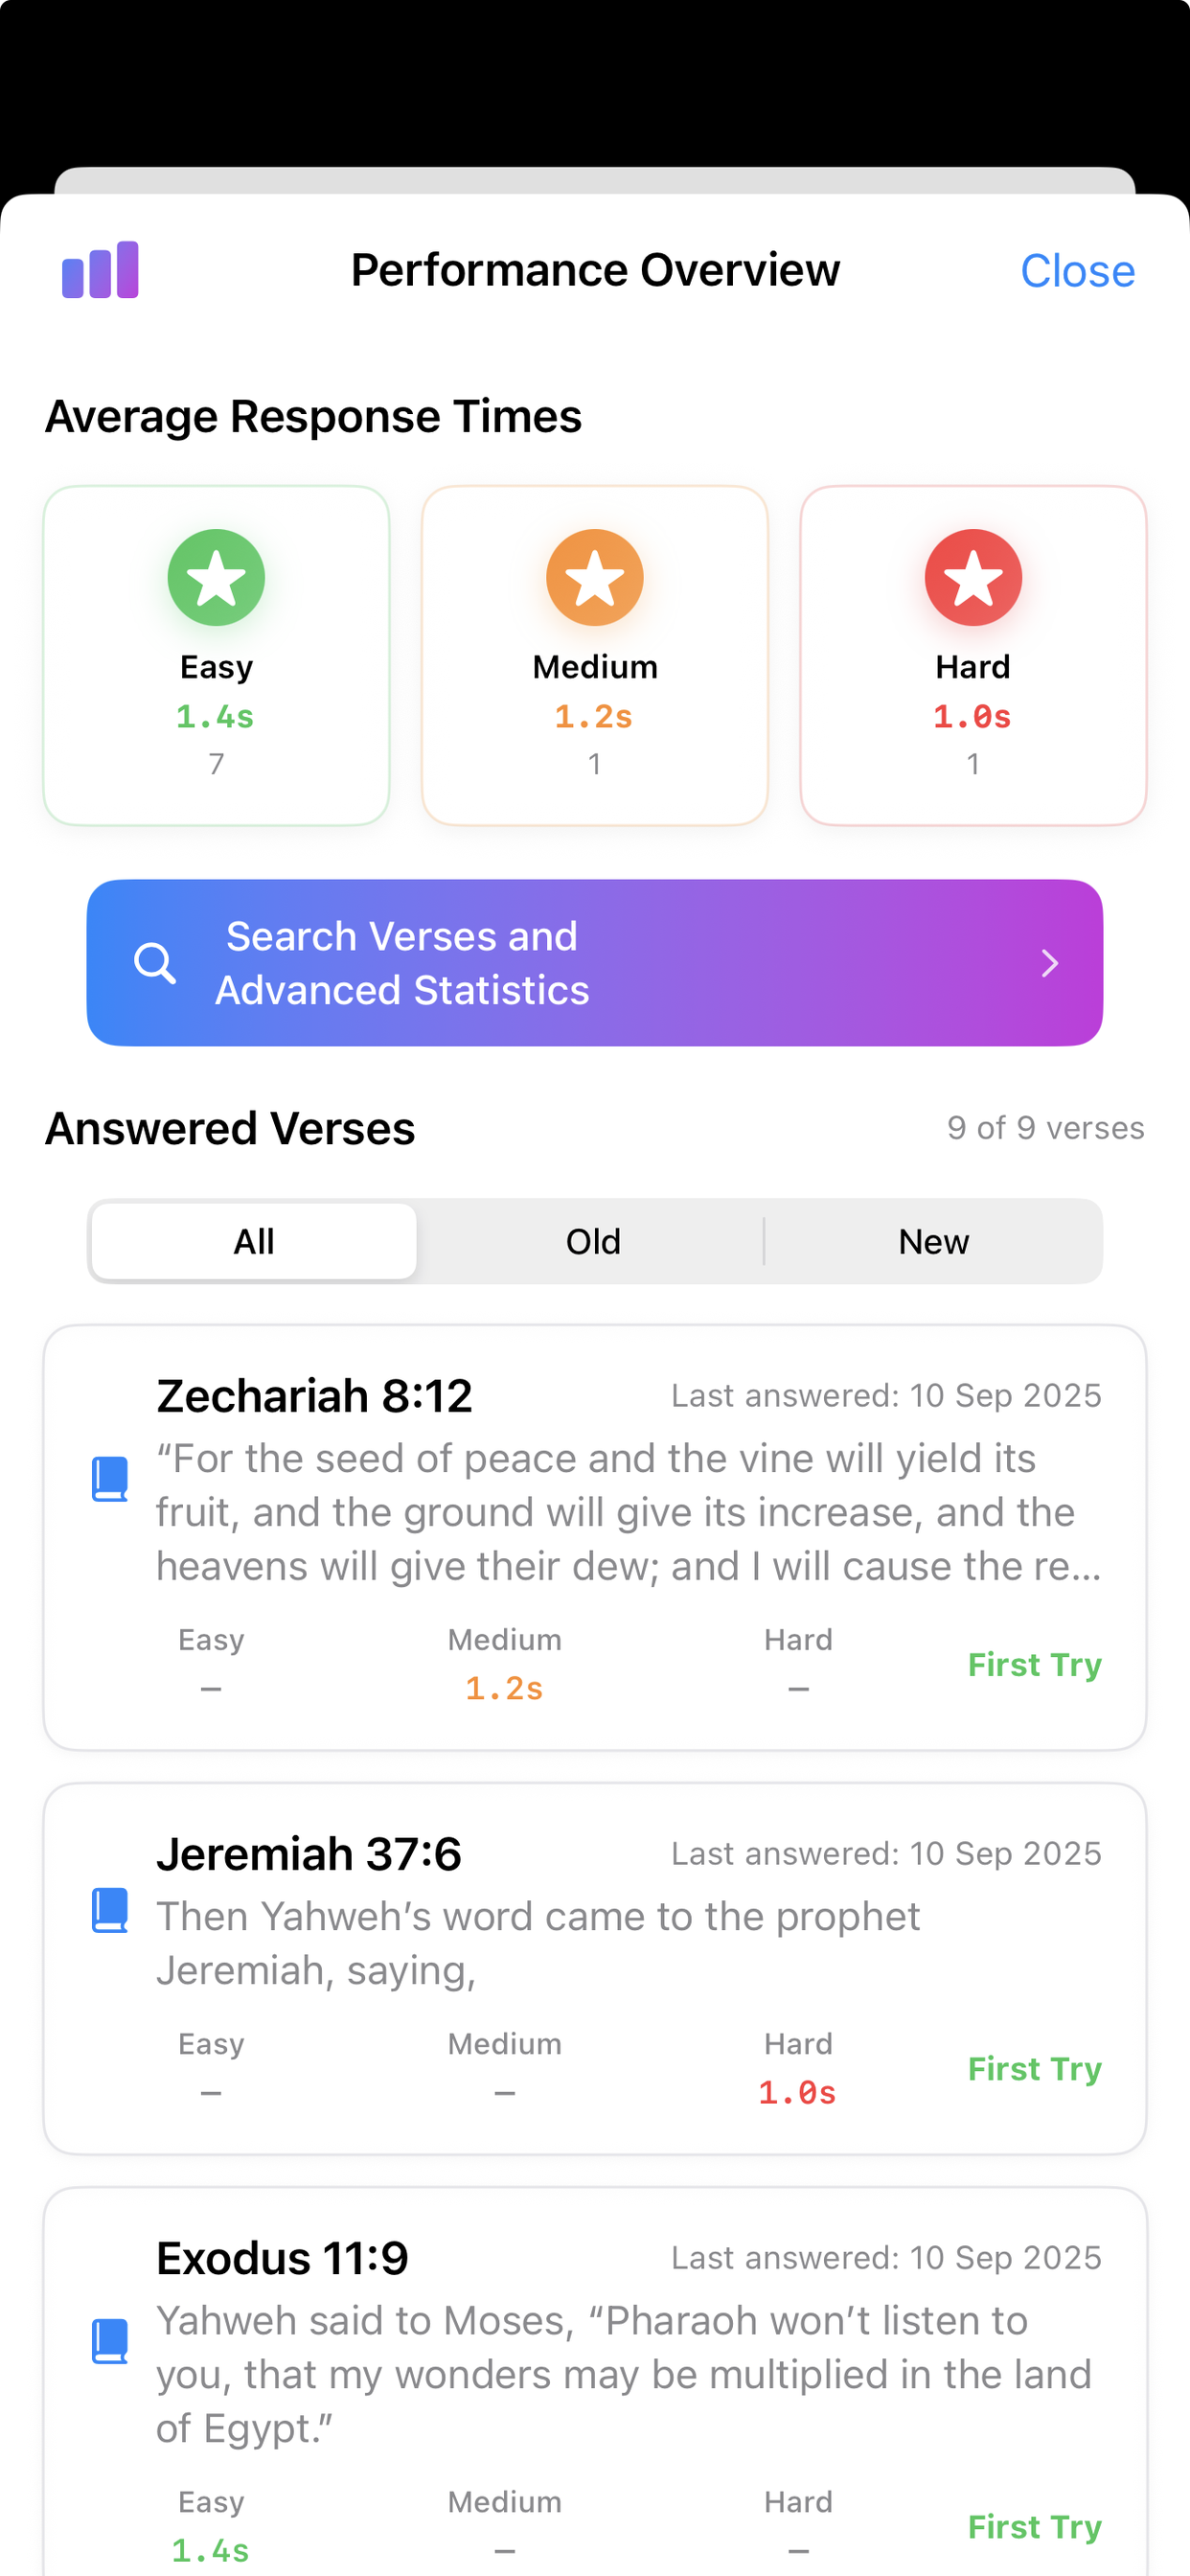 Performance Overview
Close
Average Response Times
Easy
1.4s
7
Medium
1.2s
1
Hard
1.0s
1
Search Verses and
Advanced Statistics
Answered Verses
9 of 9 verses
All
Old
New
Zechariah 8:12
Last answered: 10 Sep 2025
“For the seed of peace and the vine will yield its
fruit, and the ground will give its increase, and the
heavens will give their dew; and I will cause the re...
Easy
–
Medium
1.2s
Hard
–
First Try
Jeremiah 37:6
Last answered: 10 Sep 2025
Then Yahweh’s word came to the prophet
Jeremiah, saying,
Easy
–
Medium
–
Hard
1.0s
First Try
Exodus 11:9
Last answered: 10 Sep 2025
Yahweh said to Moses, “Pharaoh won’t listen to
you, that my wonders may be multiplied in the land
of Egypt.”
Easy
1.4s
Medium
–
Hard
–
First Try